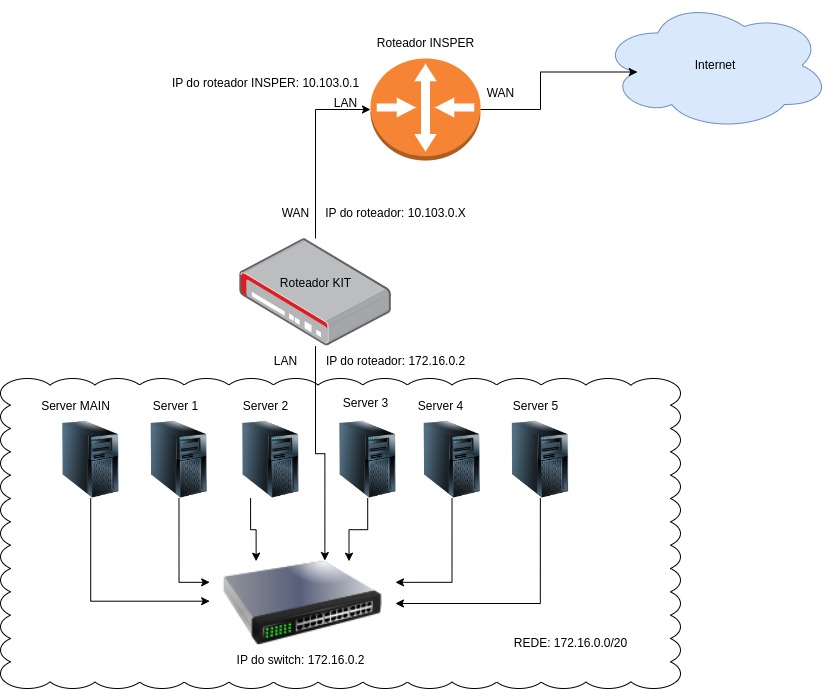 Roteador INSPER
Internet
IP do roteador INSPER: 10.103.0.1
LAN
WAN
WAN
IP do roteador: 10.103.0.X
Roteador KIT
LAN
IP do roteador: 172.16.0.2
Server MAIN
Server 1
Server 2
Server 3
Server 4
Server 5
REDE: 172.16.0.0/20
IP do switch: 172.16.0.2